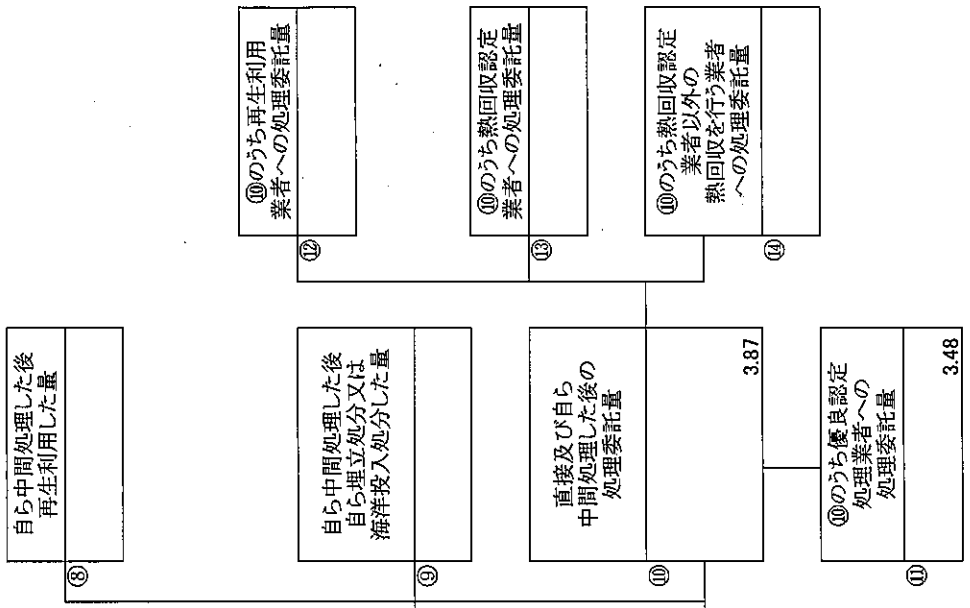 ⑧
自ら中間処理した後
再生利用した量
⑨
自ら中間処理した後
自ら埋立処分又は
海洋投入処分した量
⑩
直接及び自ら
中間処理した後の
処理委託量
3.87
⑪
⑩のうち優良認定
処理業者への
処理委託量
3.48
⑫
⑩のうち再生利用
業者への処理委託量
⑬
⑩のうち熱回収認定
業者への処理委託量
⑭
⑩のうち熱回収認定
業者以外の
熱回収を行う業者
への処理委託量